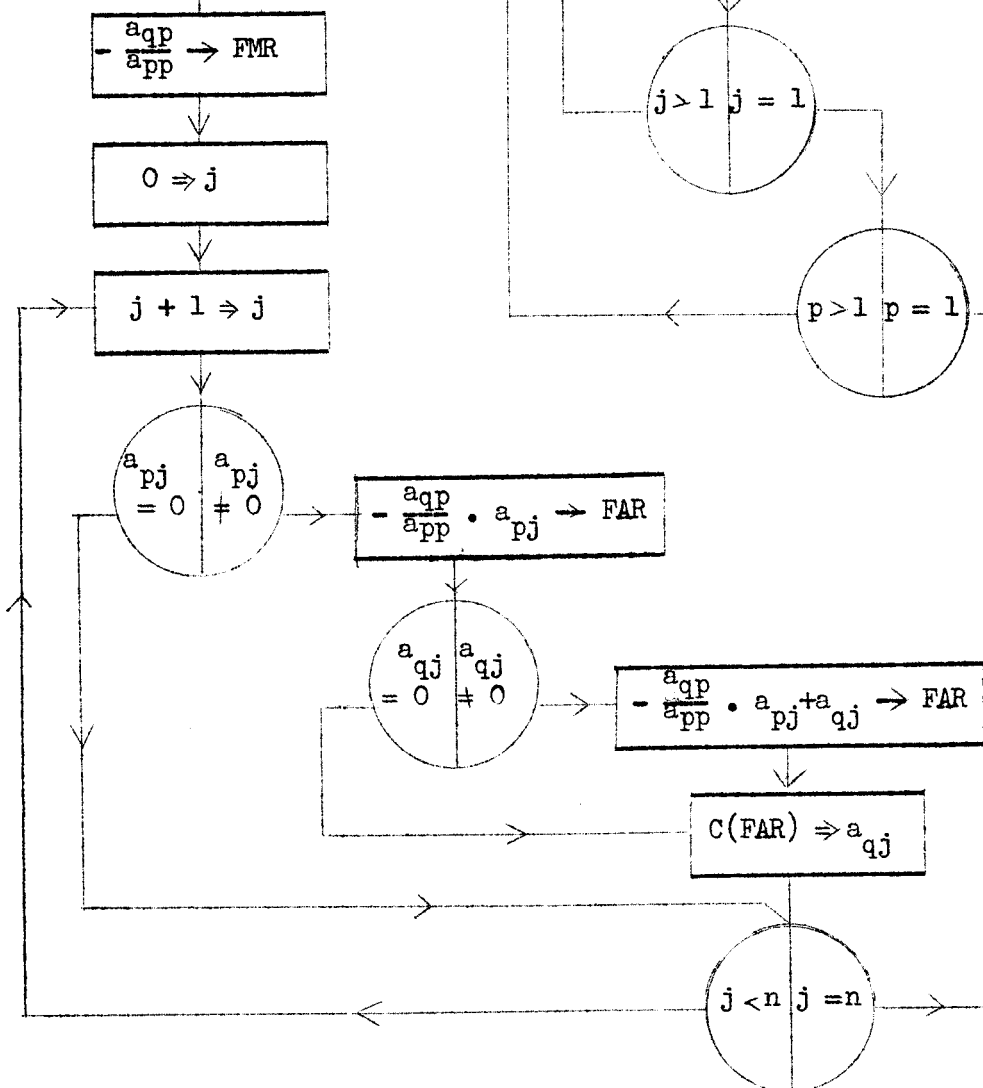 - a_qp / a_pp → FMR
0 ⇒ j
j + 1 ⇒ j
a_pj = 0
a_pj ≠ 0
- a_qp / a_pp · a_pj → FAR
a_qj = 0
a_qj ≠ 0
- a_qp / a_pp · a_pj + a_qj → FAR
C(FAR) ⇒ a_qj
j < n
j = n
j > 1
j = 1
p > 1
p = 1